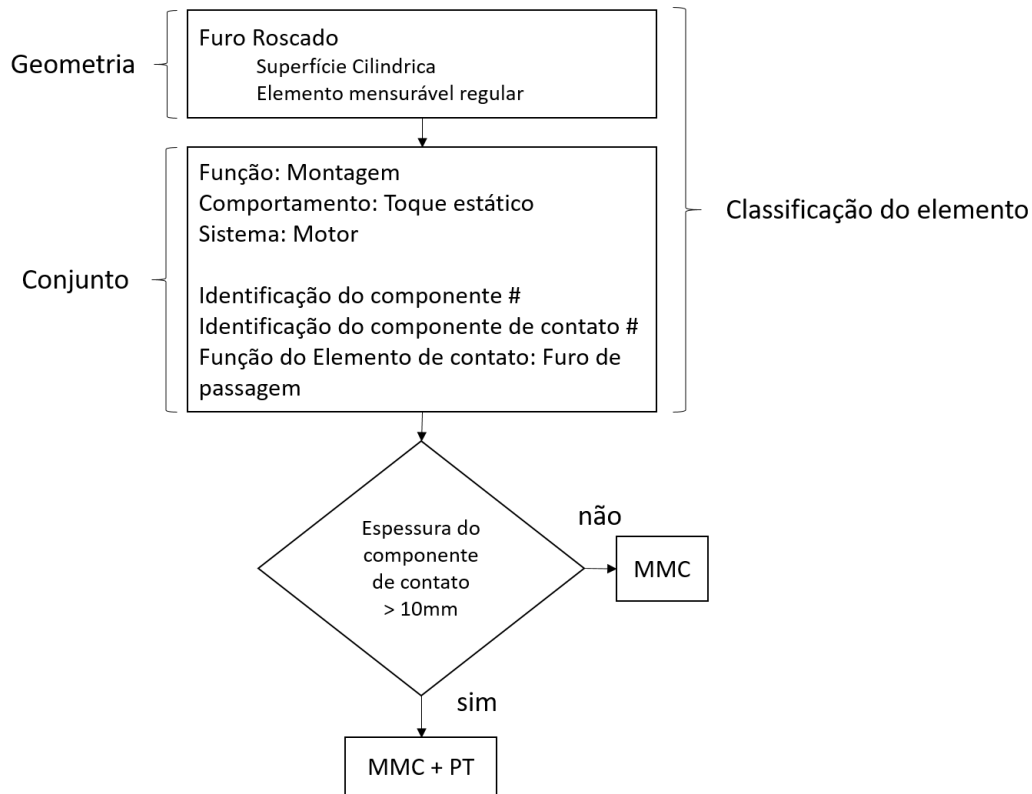 Geometria
Furo Roscado
Superfície Cilindrica
Elemento mensurável regular
Conjunto
Função: Montagem
Comportamento: Toque estático
Sistema: Motor
Identificação do componente #
Identificação do componente de contato #
Função do Elemento de contato: Furo de
passagem
Classificação do elemento
Espessura do
componente
de contato
> 10mm
não
MMC
sim
MMC + PT